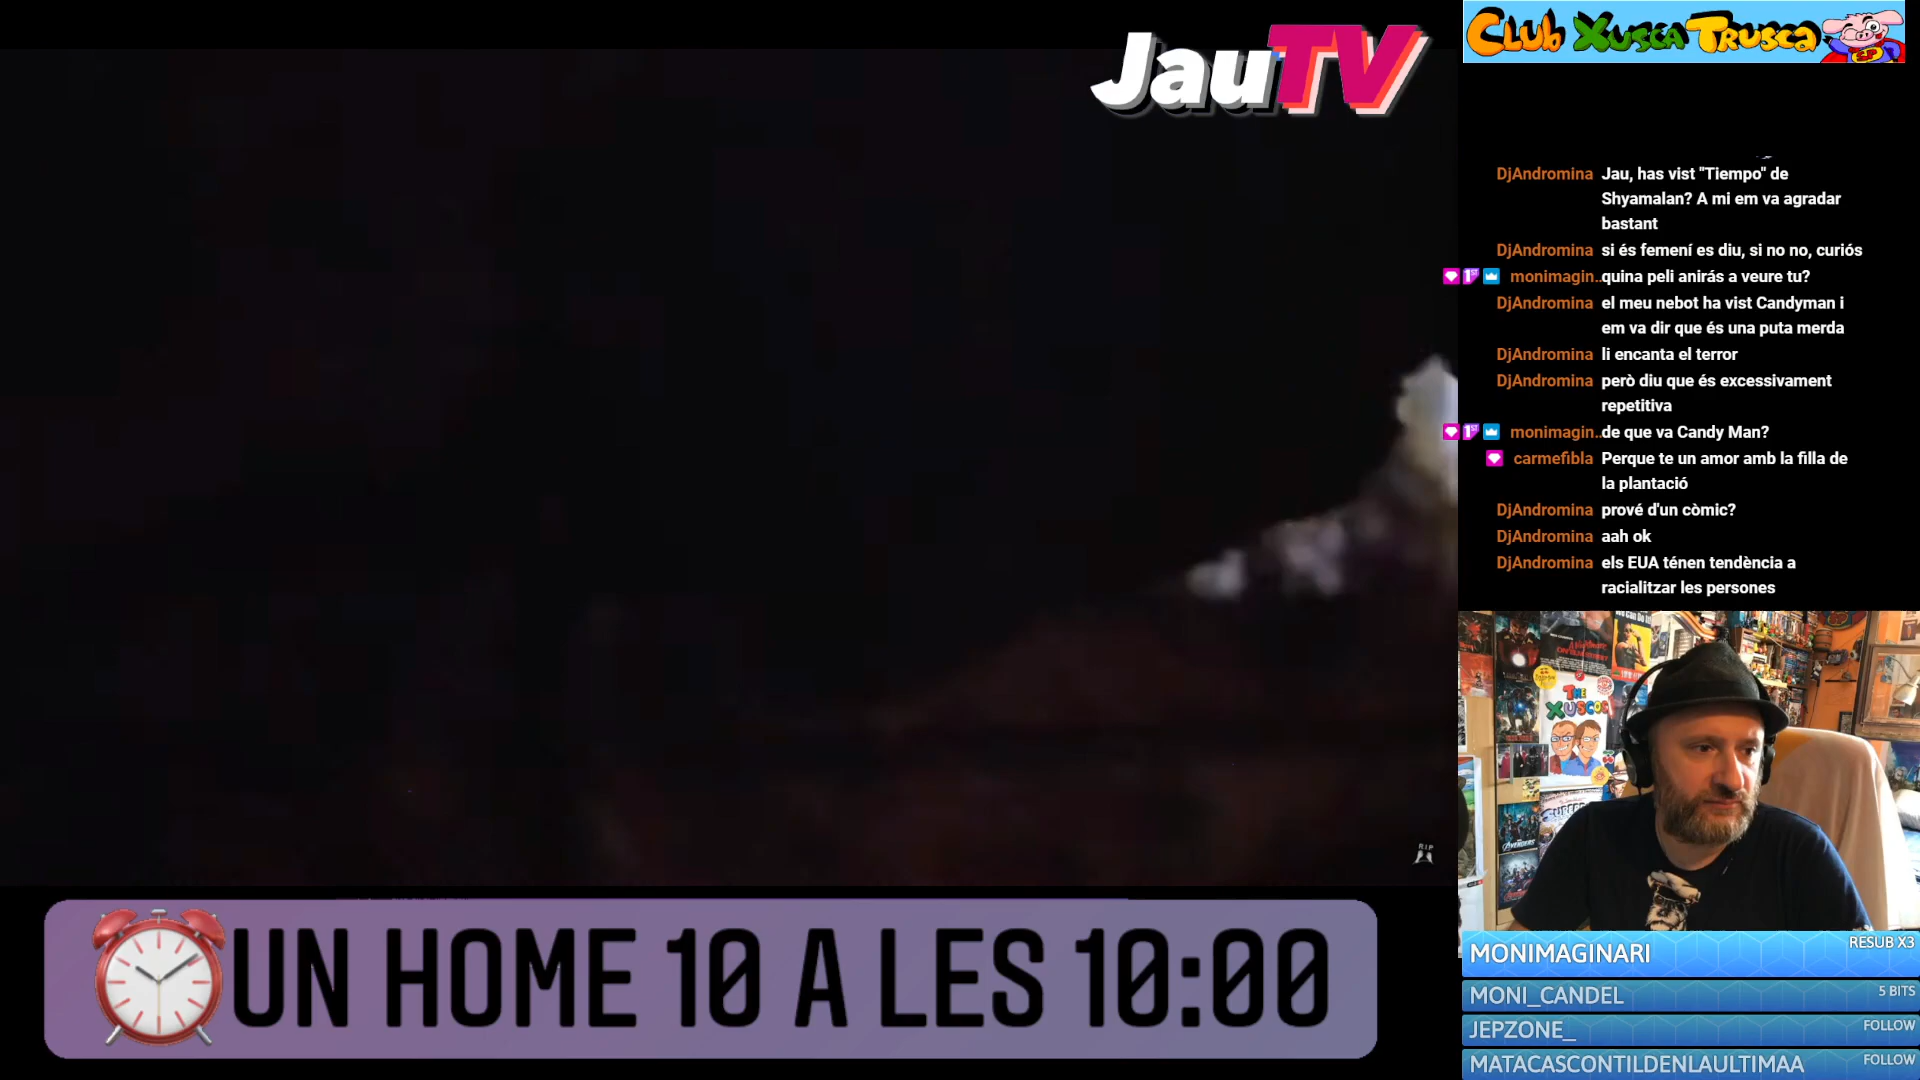 JauTV
Club Xusca Trusca
DjAndromina Jau, has vist "Tiempo" de
Shyamalan? A mi em va agradar
bastant
DjAndromina si és femení es diu, si no no, curiós
monimagin.. quina peli anirás a veure tu?
DjAndromina el meu nebot ha vist Candyman i
em va dir que és una puta merda
DjAndromina li encanta el terror
DjAndromina però diu que és excessivament
repetitiva
monimagin.. de que va Candy Man?
carmefibla Perque te un amor amb la filla de
la plantació
DjAndromina prové d'un còmic?
DjAndromina aah ok
DjAndromina els EUA ténen tendència a
racialitzar les persones
THE
XUSCOS
AVENGERS
RIP
UN HOME 10 A LES 10:00
MONIMAGINARI RESUB X3
MONI_CANDEL 5 BITS
JEPZONE_ FOLLOW
MATACASCONTILDENLAULTIMAA FOLLOW